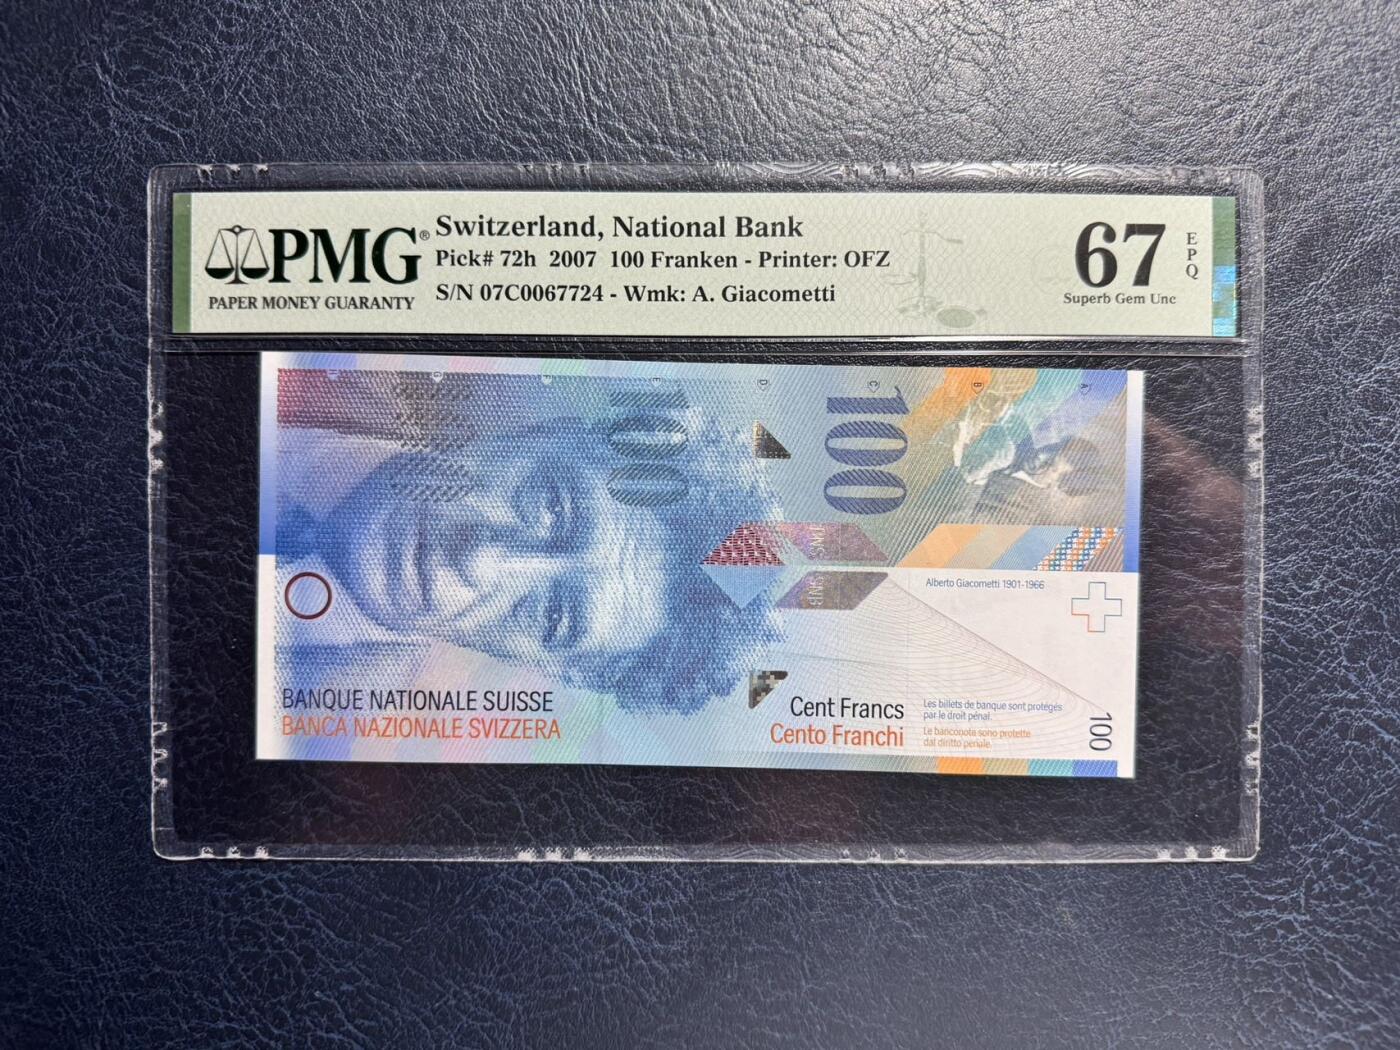 PMG®
PAPER MONEY GUARANTY
Switzerland, National Bank
Pick# 72h 2007 100 Franken - Printer: OFZ
S/N 07C0067724 - Wmk: A. Giacometti
67
EPQ
Superb Gem Unc
H G F E D C B A
100
100
SNB
Alberto Giacometti 1901-1966
BANQUE NATIONALE SUISSE
BANCA NAZIONALE SVIZZERA
Cent Francs
Cento Franchi
Les billets de banque sont protégés
par le droit pénal.
Le banconote sono protette
dal diritto penale.
100